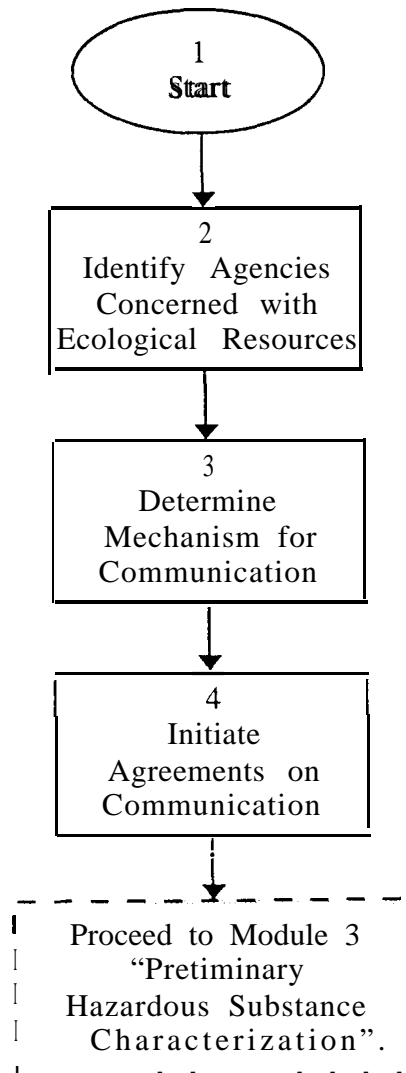 1
Start
2
Identify Agencies
Concerned with
Ecological Resources
3
Determine
Mechanism for
Communication
4
Initiate
Agreements on
Communication
Proceed to Module 3
“Pretiminary
Hazardous Substance
Characterization”.